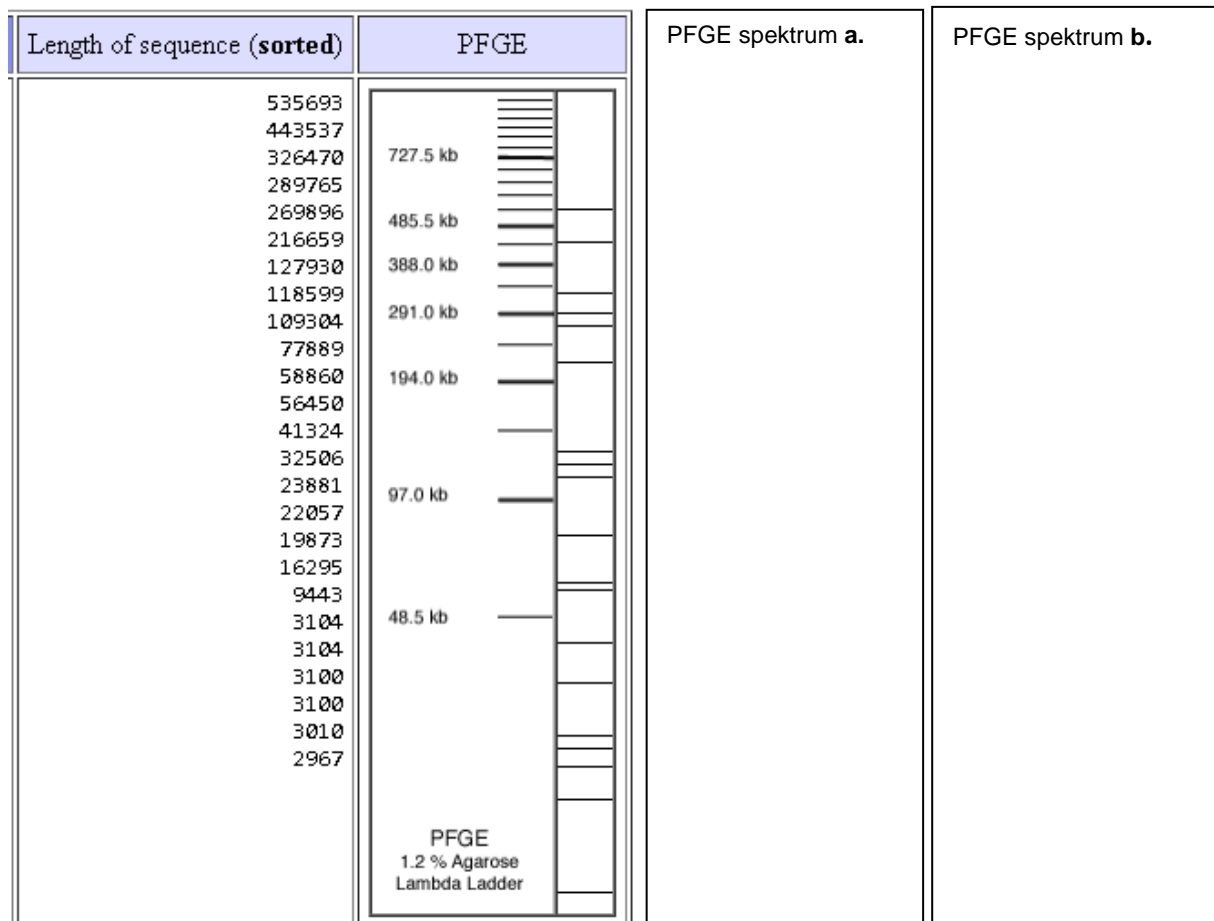 Length of sequence (sorted)
PFGE
PFGE spektrum a.
PFGE spektrum b.
535693
443537
326470
289765
269896
216659
127930
118599
109304
77889
58860
56450
41324
32506
23881
22057
19873
16295
9443
3104
3104
3100
3100
3010
2967
727.5 kb
485.5 kb
388.0 kb
291.0 kb
194.0 kb
97.0 kb
48.5 kb
PFGE
1.2 % Agarose
Lambda Ladder